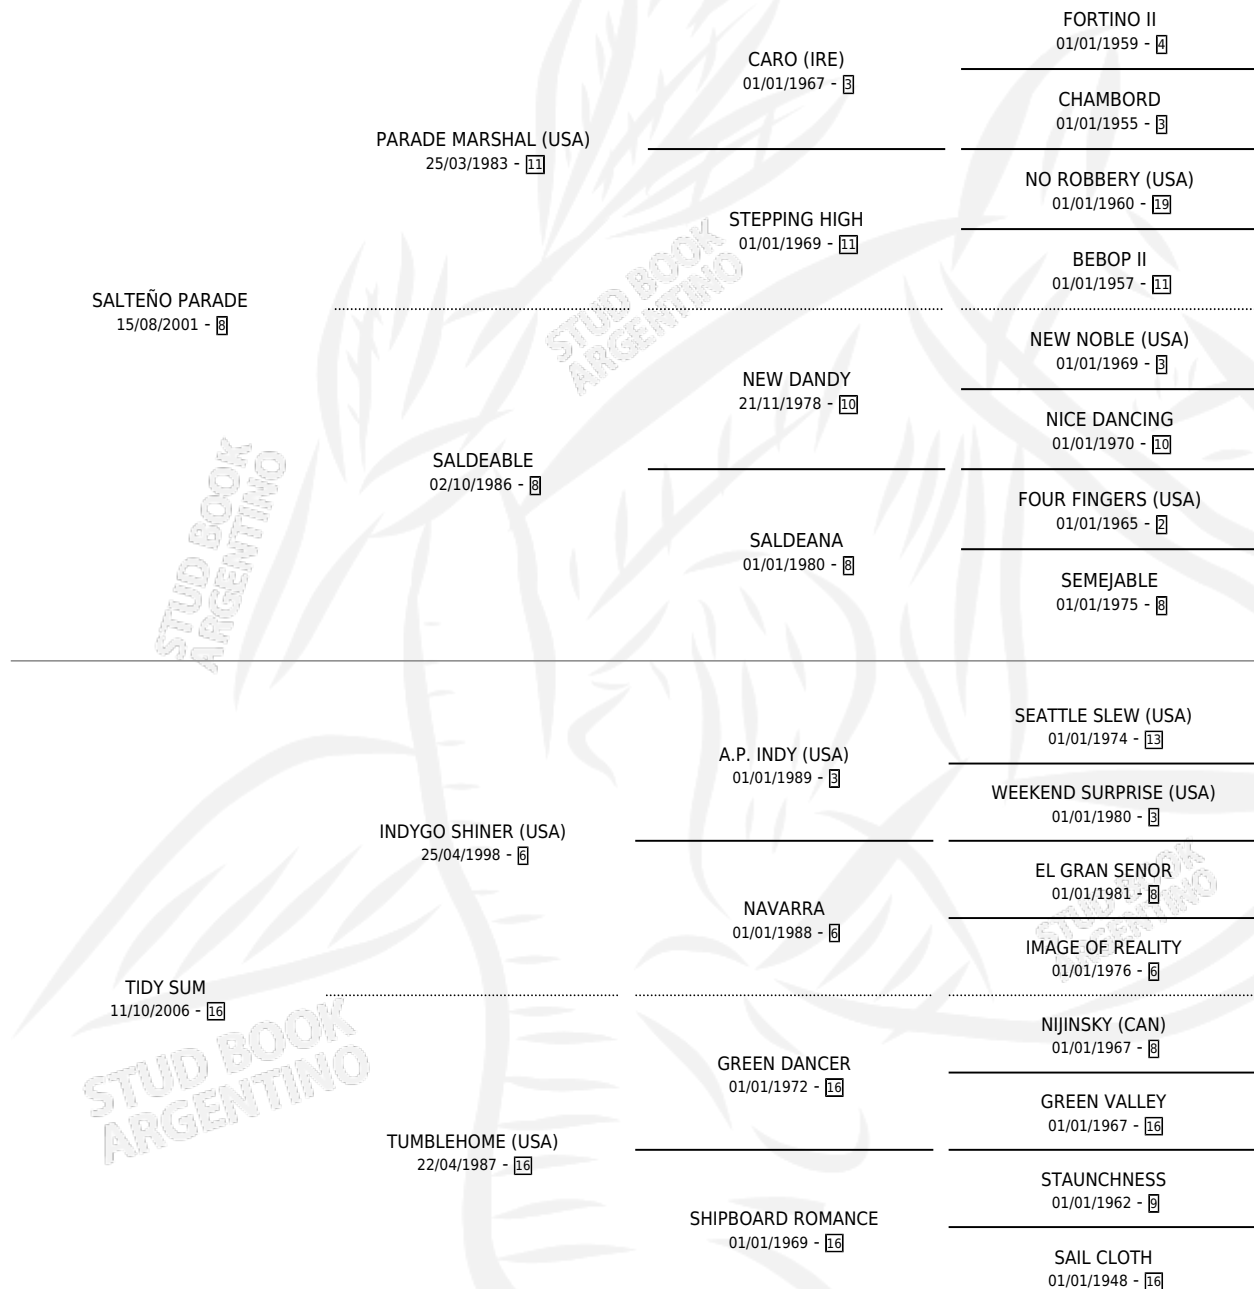 FORTINO II
01/01/1959 - 4
CARO (IRE)
01/01/1967 - 3
CHAMBORD
01/01/1955 - 3
PARADE MARSHAL (USA)
25/03/1983 - 11
NO ROBBERY (USA)
01/01/1960 - 19
STEPPING HIGH
01/01/1969 - 11
BEBOP II
01/01/1957 - 11
SALTEÑO PARADE
15/08/2001 - 8
NEW NOBLE (USA)
01/01/1969 - 3
NEW DANDY
21/11/1978 - 10
NICE DANCING
01/01/1970 - 10
SALDEABLE
02/10/1986 - 8
FOUR FINGERS (USA)
01/01/1965 - 2
SALDEANA
01/01/1980 - 8
SEMEJABLE
01/01/1975 - 8
STUD BOOK
ARGENTINO
STUD BOOK
ARGENTINO
SEATTLE SLEW (USA)
01/01/1974 - 13
A.P. INDY (USA)
01/01/1989 - 3
WEEKEND SURPRISE (USA)
01/01/1980 - 3
INDYGO SHINER (USA)
25/04/1998 - 6
EL GRAN SENOR
01/01/1981 - 8
NAVARRA
01/01/1988 - 6
IMAGE OF REALITY
01/01/1976 - 6
STUD BOOK
ARGENTINO
TIDY SUM
11/10/2006 - 16
NIJINSKY (CAN)
01/01/1967 - 8
GREEN DANCER
01/01/1972 - 16
GREEN VALLEY
01/01/1967 - 16
STUD BOOK
ARGENTINO
TUMBLEHOME (USA)
22/04/1987 - 16
STAUNCHNESS
01/01/1962 - 9
SHIPBOARD ROMANCE
01/01/1969 - 16
SAIL CLOTH
01/01/1948 - 16